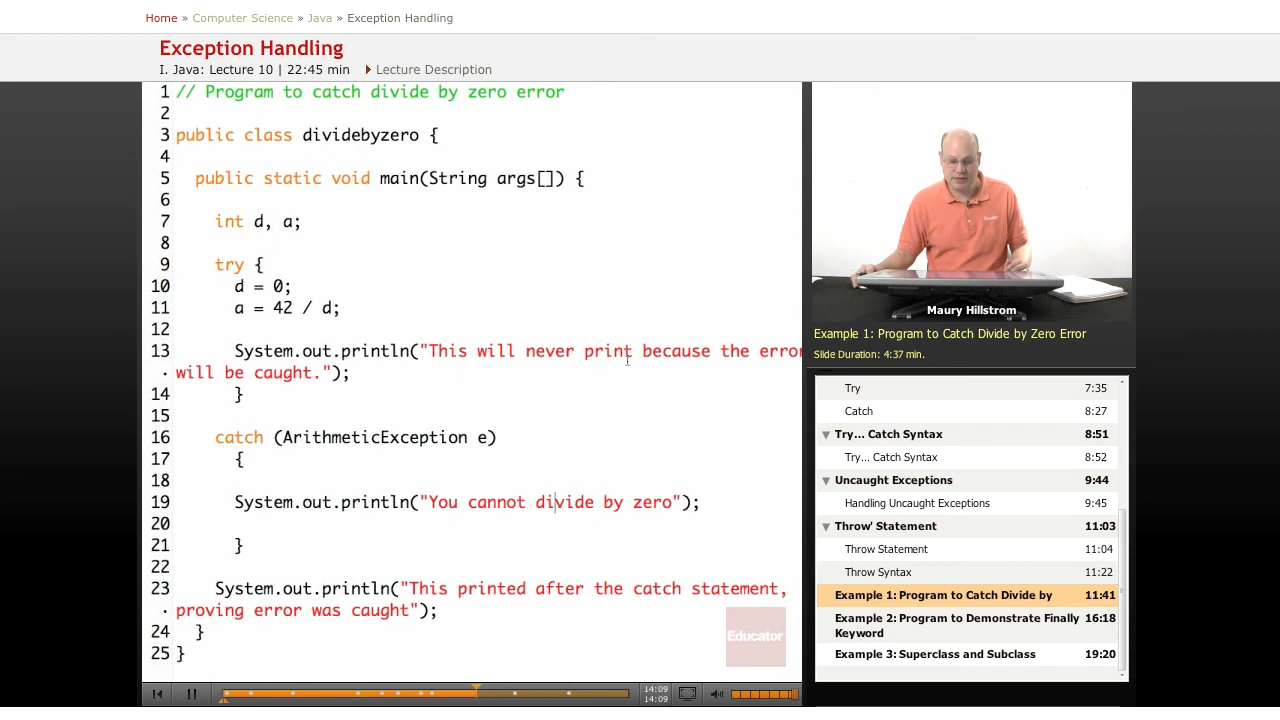 Home » Computer Science » Java » Exception Handling
Exception Handling
I. Java: Lecture 10 | 22:45 min
Lecture Description
1 // Program to catch divide by zero error
2
3 public class dividebyzero {
4
5 public static void main(String args[]) {
6
7 int d, a;
8
9 try {
10 d = 0;
11 a = 42 / d;
12
13 System.out.println("This will never print because the error
· will be caught.");
14 }
15
16 catch (ArithmeticException e)
17 {
18
19 System.out.println("You cannot divide by zero");
20
21 }
22
23 System.out.println("This printed after the catch statement,
· proving error was caught");
24 }
25 }
Educator
14:09
14:09
Maury Hillstrom
Example 1: Program to Catch Divide by Zero Error
Slide Duration: 4:37 min.
Try 7:35
Catch 8:27
Try... Catch Syntax 8:51
Try... Catch Syntax 8:52
Uncaught Exceptions 9:44
Handling Uncaught Exceptions 9:45
Throw' Statement 11:03
Throw Statement 11:04
Throw Syntax 11:22
Example 1: Program to Catch Divide by 11:41
Example 2: Program to Demonstrate Finally 16:18
Keyword
Example 3: Superclass and Subclass 19:20